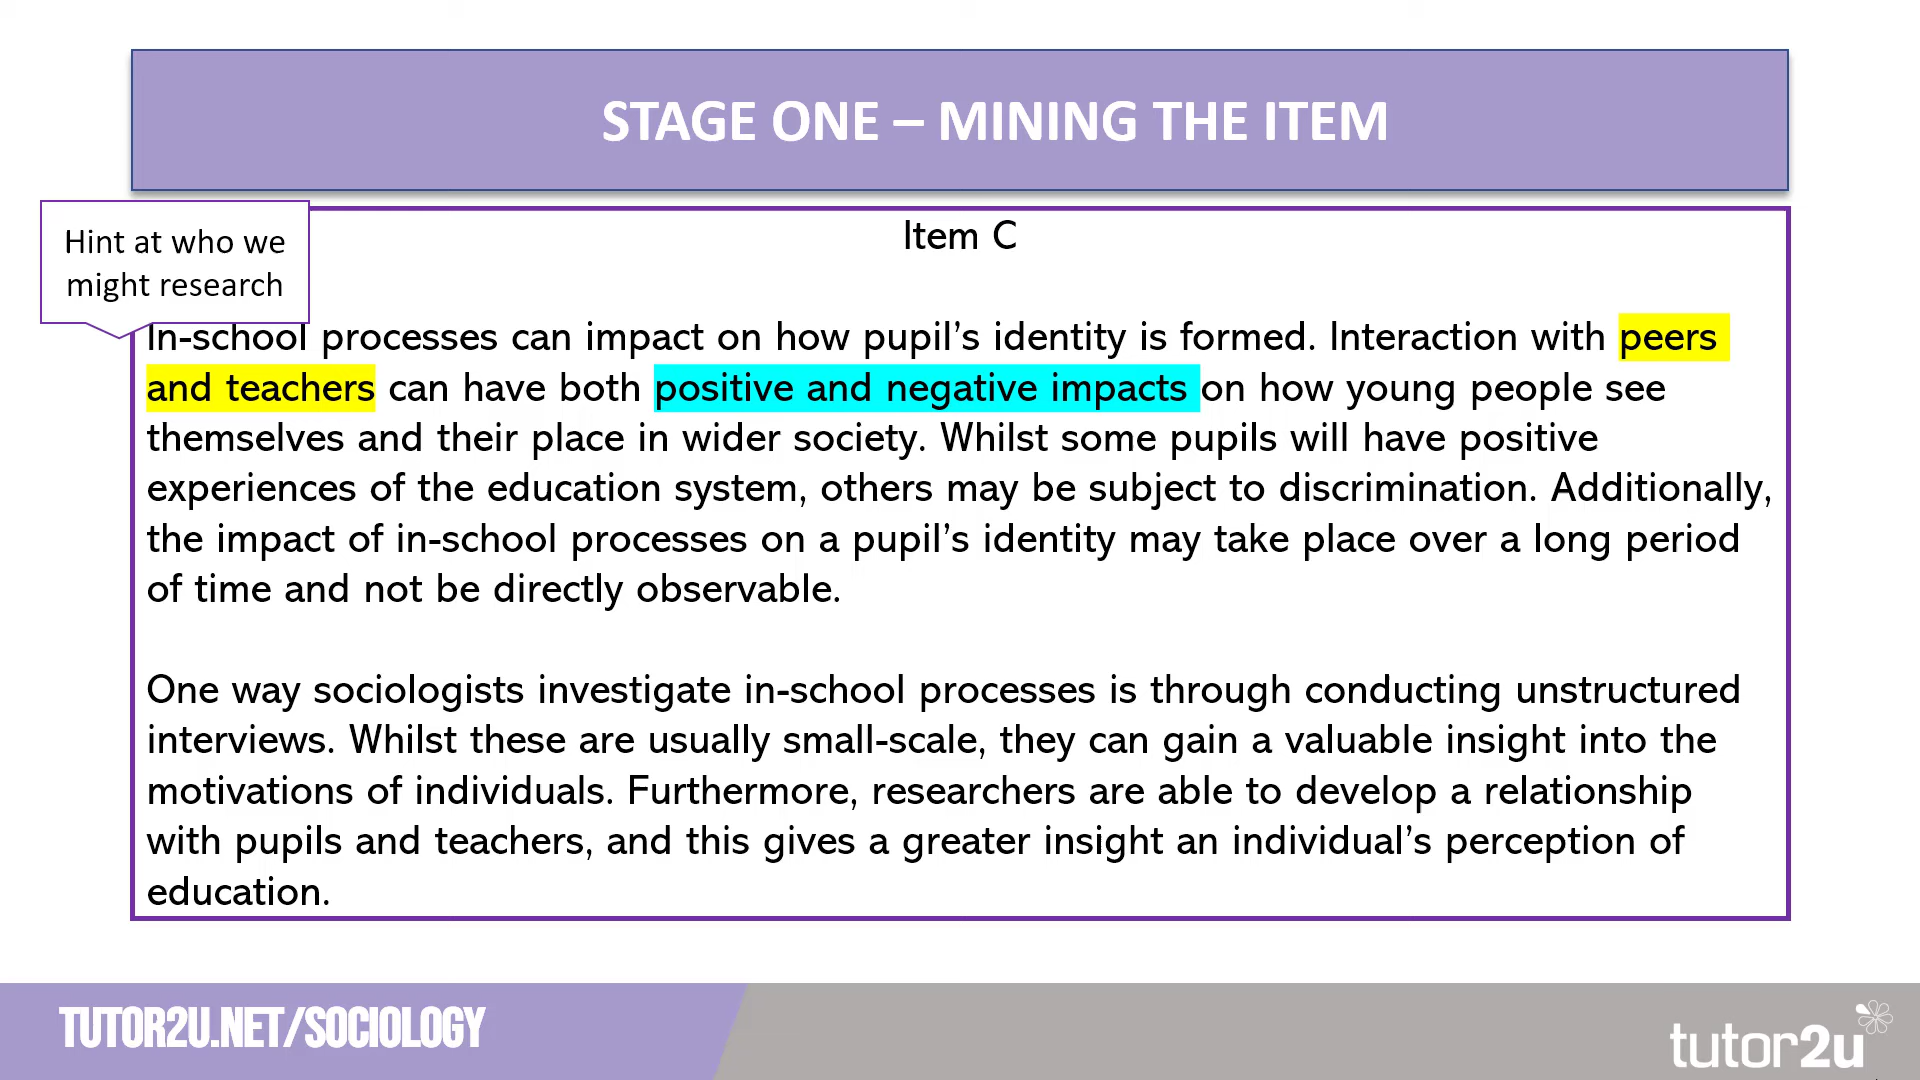 STAGE ONE – MINING THE ITEM
Hint at who we
might research
Item C
In-school processes can impact on how pupil’s identity is formed. Interaction with peers
and teachers can have both positive and negative impacts on how young people see
themselves and their place in wider society. Whilst some pupils will have positive
experiences of the education system, others may be subject to discrimination. Additionally,
the impact of in-school processes on a pupil’s identity may take place over a long period
of time and not be directly observable.
One way sociologists investigate in-school processes is through conducting unstructured
interviews. Whilst these are usually small-scale, they can gain a valuable insight into the
motivations of individuals. Furthermore, researchers are able to develop a relationship
with pupils and teachers, and this gives a greater insight an individual’s perception of
education.
TUTOR2U.NET/SOCIOLOGY
tutor2u